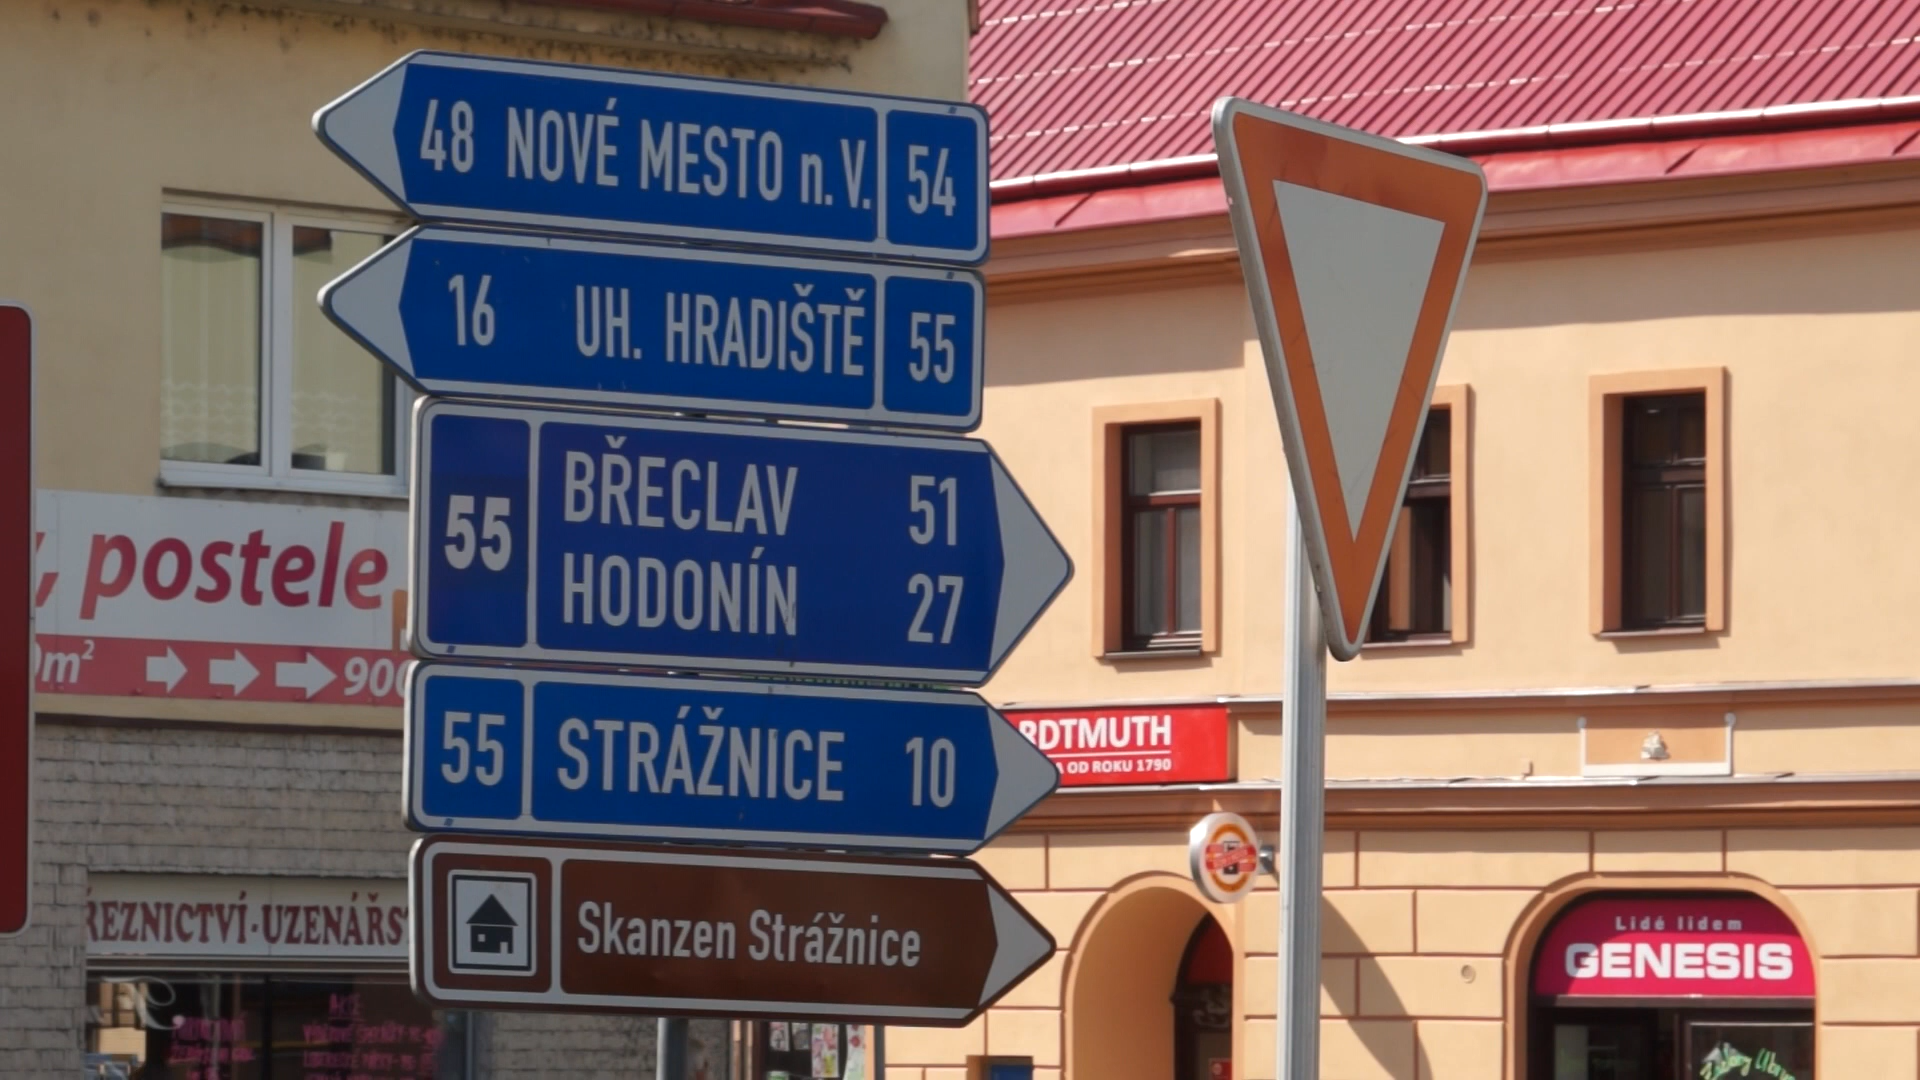 48 NOVÉ MESTO n.V. 54
16 UH. HRADIŠTĚ 55
55 BŘECLAV 51
HODONÍN 27
55 STRÁŽNICE 10
Skanzen Strážnice
postele
m² 900
ŘEZNICTVÍ-UZENÁŘS
RDTMUTH
A OD ROKU 1790
Lidé lidem
GENESIS